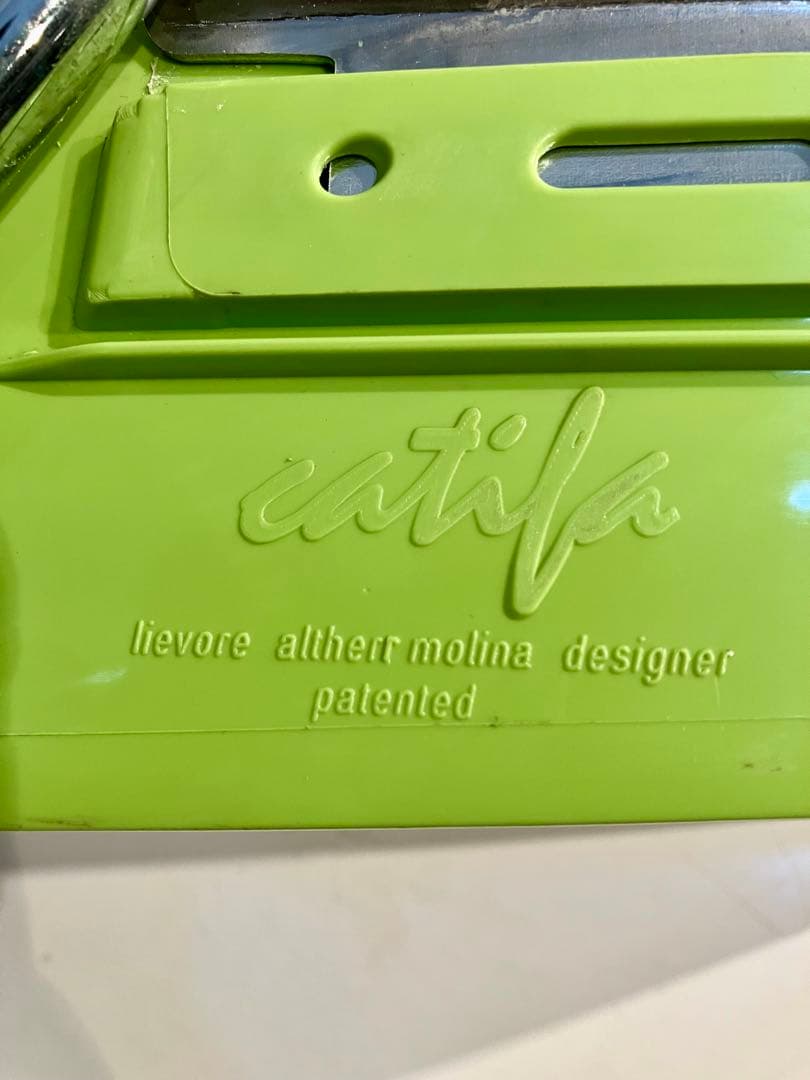 catifa
lievore altherr molina designer
patented